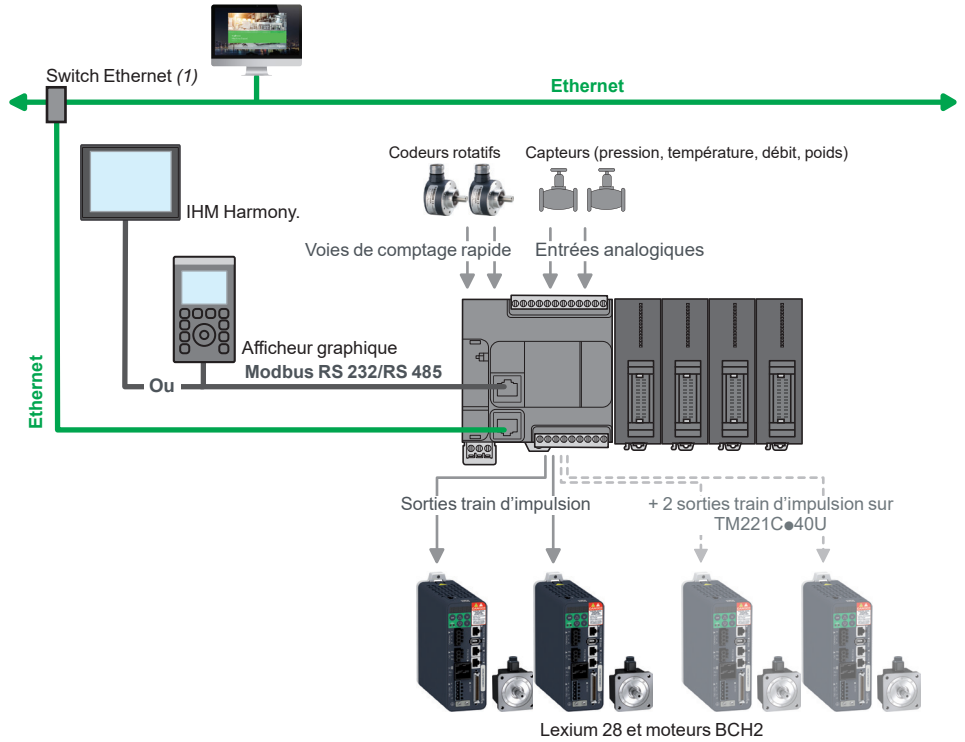 Switch Ethernet (1)
Ethernet
Codeurs rotatifs
Capteurs (pression, température, débit, poids)
IHM Harmony.
Voies de comptage rapide
Entrées analogiques
Afficheur graphique
Modbus RS 232/RS 485
Ou
Ethernet
Sorties train d’impulsion
+ 2 sorties train d’impulsion sur
TM221C●40U
Lexium 28 et moteurs BCH2